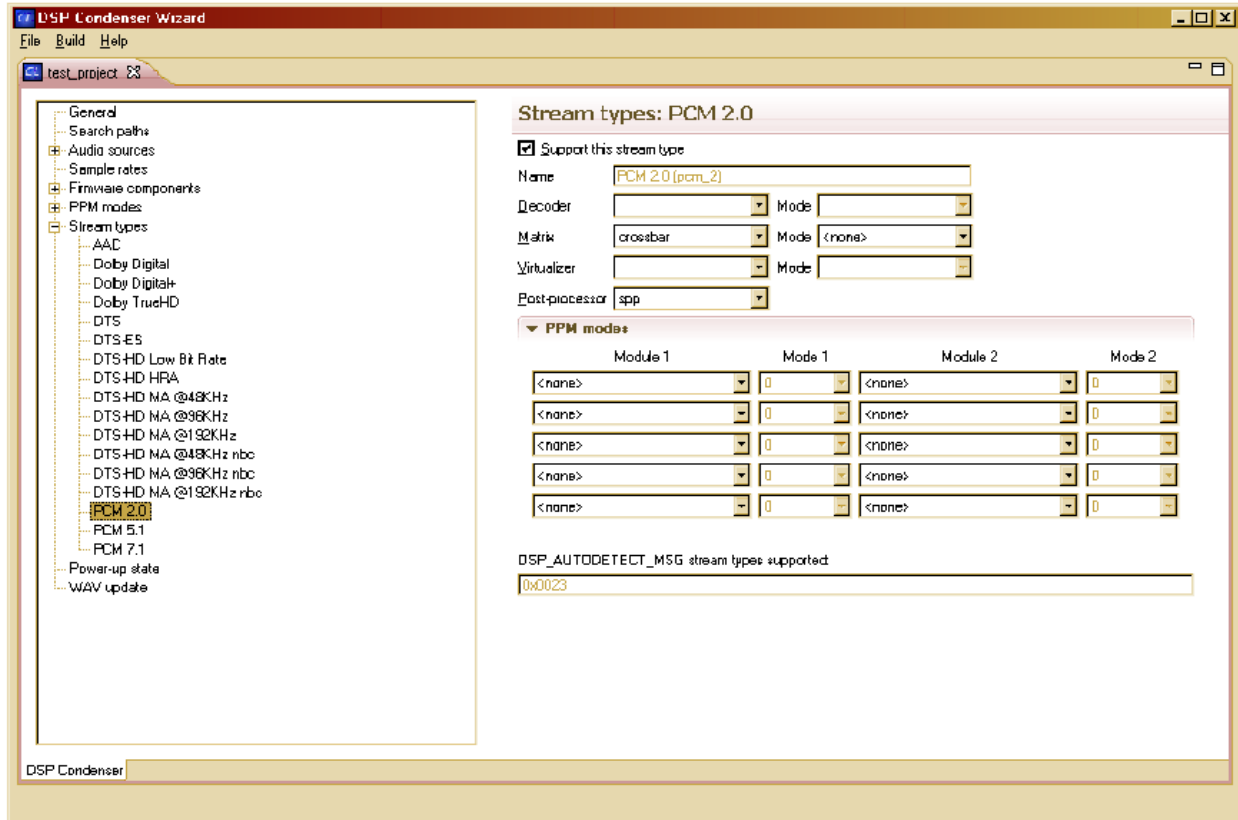 DSP Condenser Wizard
File Build Help
test_project
General
Search paths
Audio sources
Sample rates
Firmware components
PPM modes
Stream types
AAC
Dolby Digital
Dolby Digital+
Dolby TrueHD
DTS
DTS-ES
DTS-HD Low Bit Rate
DTS-HD HRA
DTS-HD MA @48KHz
DTS-HD MA @96KHz
DTS-HD MA @192KHz
DTS-HD MA @48KHz nbc
DTS-HD MA @96KHz nbc
DTS-HD MA @192KHz nbc
PCM 2.0
PCM 5.1
PCM 7.1
Power-up state
WAV update
Stream types: PCM 2.0
Support this stream type
Name PCM 2.0 (pcm_2)
Decoder Mode
Matrix crossbar Mode <none>
Virtualizer Mode
Post-processor spp
PPM modes
Module 1 Mode 1 Module 2 Mode 2
<none> 0 <none> 0
<none> 0 <none> 0
<none> 0 <none> 0
<none> 0 <none> 0
<none> 0 <none> 0
DSP_AUTODETECT_MSG stream types supported:
0x0023
DSP Condenser